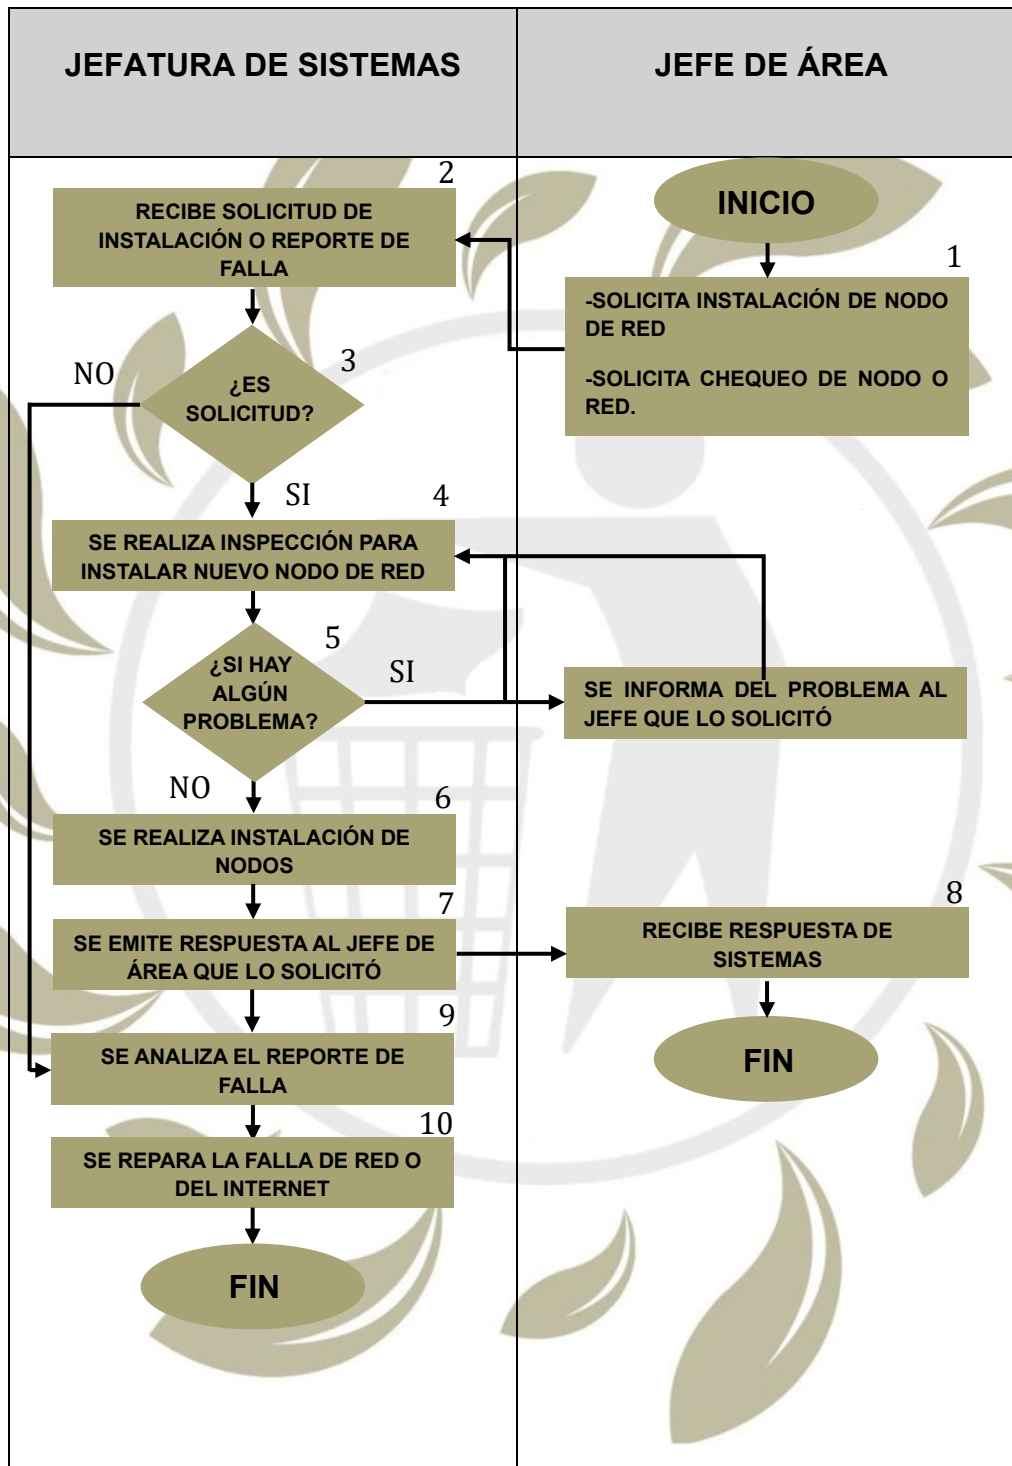 JEFATURA DE SISTEMAS
JEFE DE ÁREA
INICIO
1
-SOLICITA INSTALACIÓN DE NODO
DE RED
-SOLICITA CHEQUEO DE NODO O
RED.
2
RECIBE SOLICITUD DE
INSTALACIÓN O REPORTE DE
FALLA
3
¿ES
SOLICITUD?
NO
SI
4
SE REALIZA INSPECCIÓN PARA
INSTALAR NUEVO NODO DE RED
5
¿SI HAY
ALGÚN
PROBLEMA?
SI
SE INFORMA DEL PROBLEMA AL
JEFE QUE LO SOLICITÓ
NO
6
SE REALIZA INSTALACIÓN DE
NODOS
7
SE EMITE RESPUESTA AL JEFE DE
ÁREA QUE LO SOLICITÓ
8
RECIBE RESPUESTA DE
SISTEMAS
FIN
9
SE ANALIZA EL REPORTE DE
FALLA
10
SE REPARA LA FALLA DE RED O
DEL INTERNET
FIN